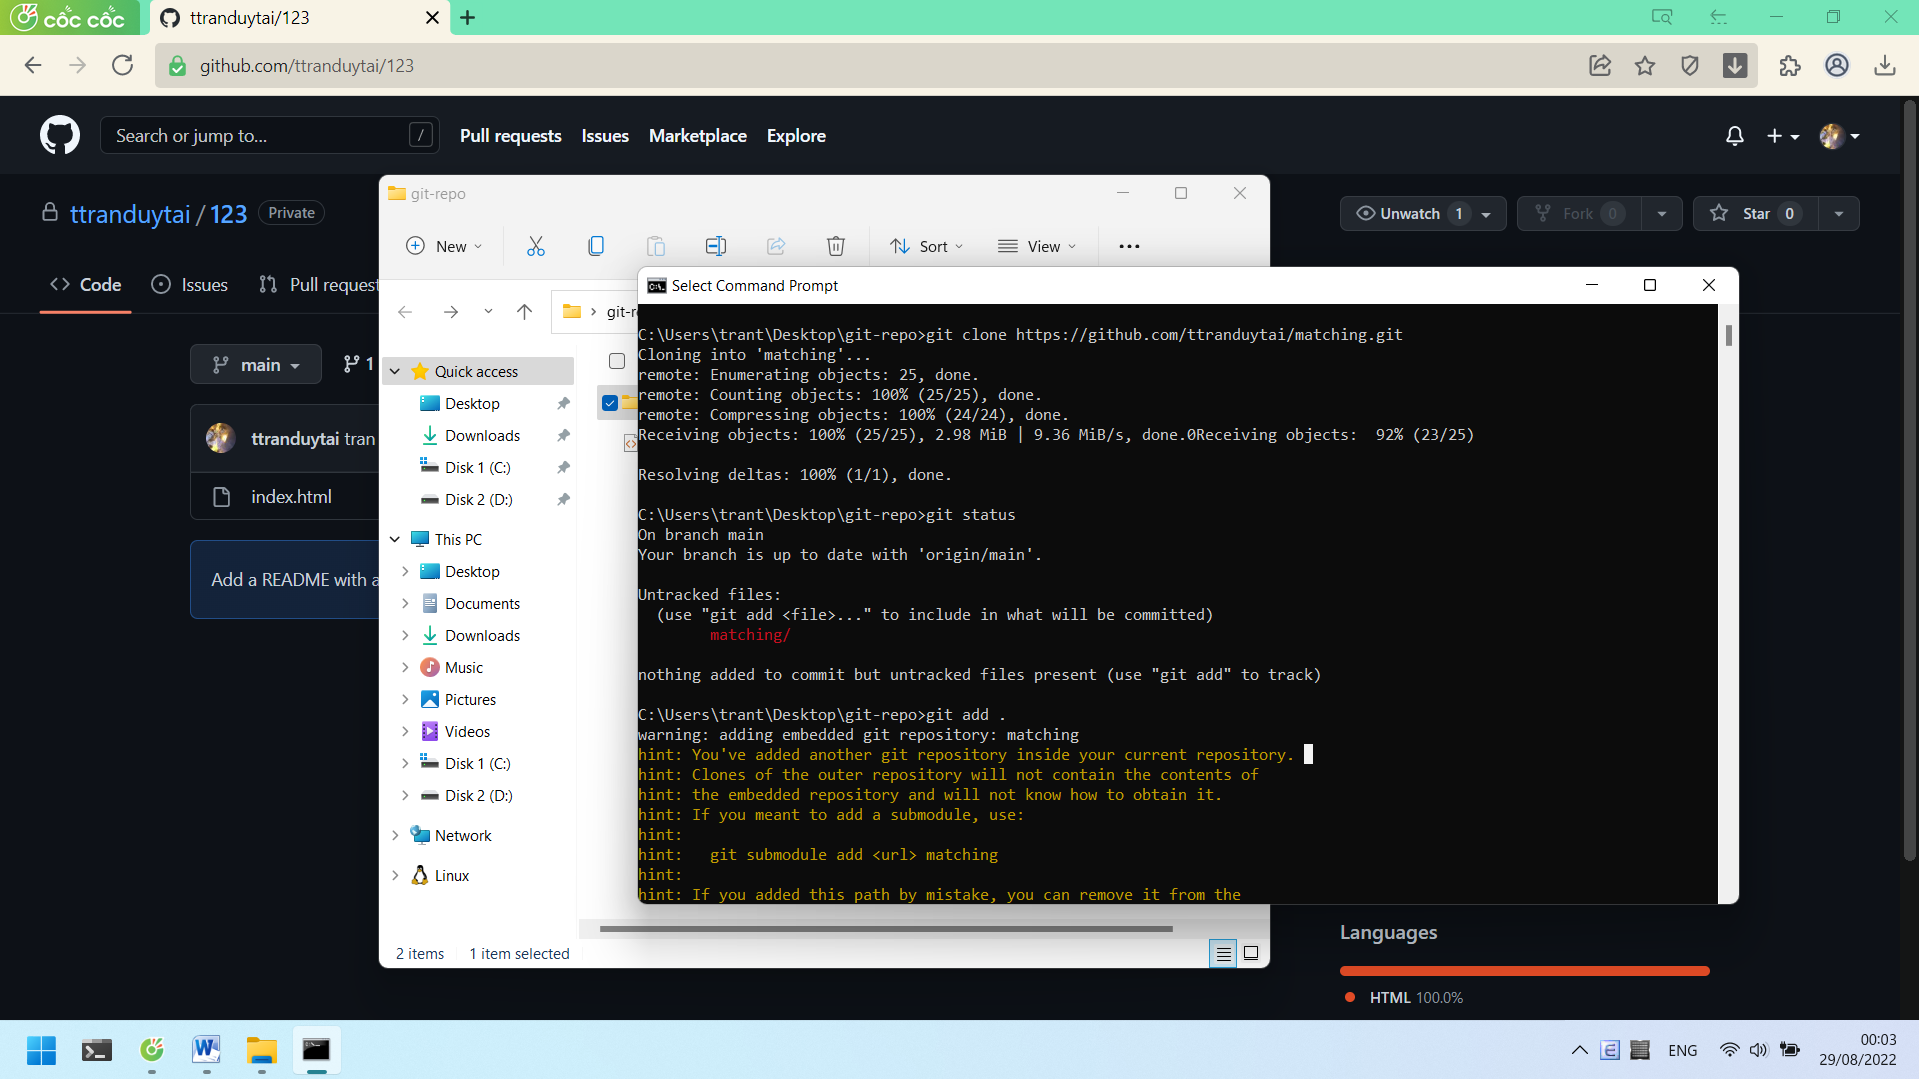 cốc cốc
ttranduytai/123
github.com/ttranduytai/123
Search or jump to...
/
Pull requests
Issues
Marketplace
Explore
ttranduytai / 123
Private
Unwatch 1
Fork 0
Star 0
Code
Issues
Pull request
main
1
ttranduytai tran
index.html
Add a README with a
git-repo
New
Sort
View
git-r
Quick access
Desktop
Downloads
Disk 1 (C:)
Disk 2 (D:)
This PC
Desktop
Documents
Downloads
Music
Pictures
Videos
Disk 1 (C:)
Disk 2 (D:)
Network
Linux
2 items
1 item selected
Select Command Prompt
C:\Users\trant\Desktop\git-repo>git clone https://github.com/ttranduytai/matching.git
Cloning into 'matching'...
remote: Enumerating objects: 25, done.
remote: Counting objects: 100% (25/25), done.
remote: Compressing objects: 100% (24/24), done.
Receiving objects: 100% (25/25), 2.98 MiB | 9.36 MiB/s, done.0Receiving objects:  92% (23/25)
Resolving deltas: 100% (1/1), done.
C:\Users\trant\Desktop\git-repo>git status
On branch main
Your branch is up to date with 'origin/main'.
Untracked files:
(use "git add <file>..." to include in what will be committed)
matching/
nothing added to commit but untracked files present (use "git add" to track)
C:\Users\trant\Desktop\git-repo>git add .
warning: adding embedded git repository: matching
hint: You've added another git repository inside your current repository.
hint: Clones of the outer repository will not contain the contents of
hint: the embedded repository and will not know how to obtain it.
hint: If you meant to add a submodule, use:
hint:
hint:   git submodule add <url> matching
hint:
hint: If you added this path by mistake, you can remove it from the
Languages
HTML 100.0%
ENG
00:03
29/08/2022